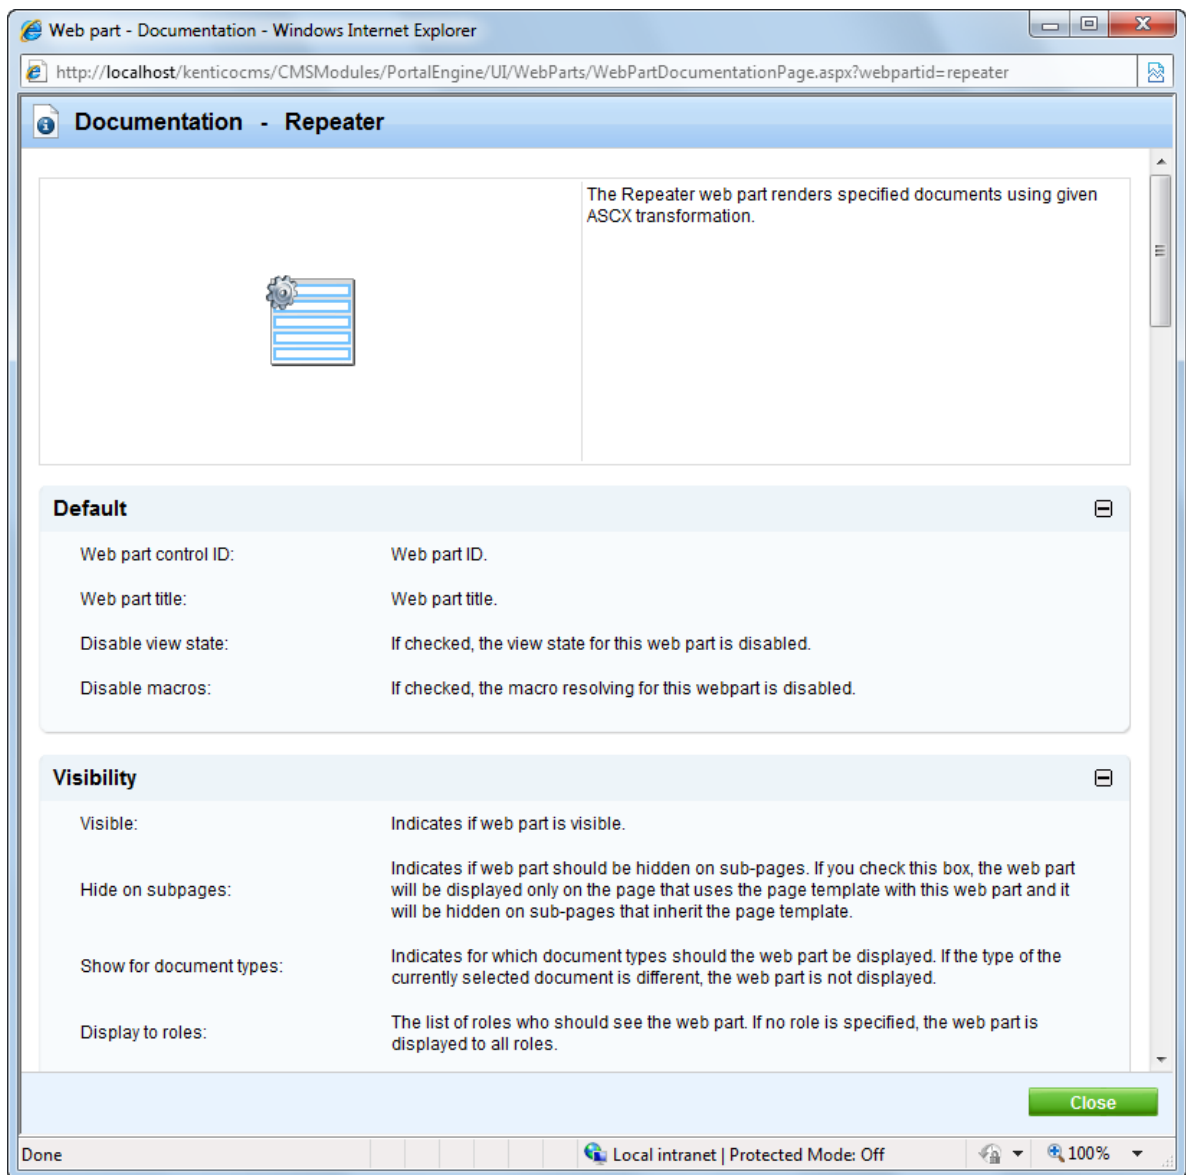 Web part - Documentation - Windows Internet Explorer
http://localhost/kenticocms/CMSModules/PortalEngine/UI/WebParts/WebPartDocumentationPage.aspx?webpartid=repeater
Documentation - Repeater
The Repeater web part renders specified documents using given
ASCX transformation.
Default
Web part control ID: Web part ID.
Web part title: Web part title.
Disable view state: If checked, the view state for this web part is disabled.
Disable macros: If checked, the macro resolving for this webpart is disabled.
Visibility
Visible: Indicates if web part is visible.
Hide on subpages: Indicates if web part should be hidden on sub-pages. If you check this box, the web part
will be displayed only on the page that uses the page template with this web part and it
will be hidden on sub-pages that inherit the page template.
Show for document types: Indicates for which document types should the web part be displayed. If the type of the
currently selected document is different, the web part is not displayed.
Display to roles: The list of roles who should see the web part. If no role is specified, the web part is
displayed to all roles.
Close
Done Local intranet | Protected Mode: Off 100%